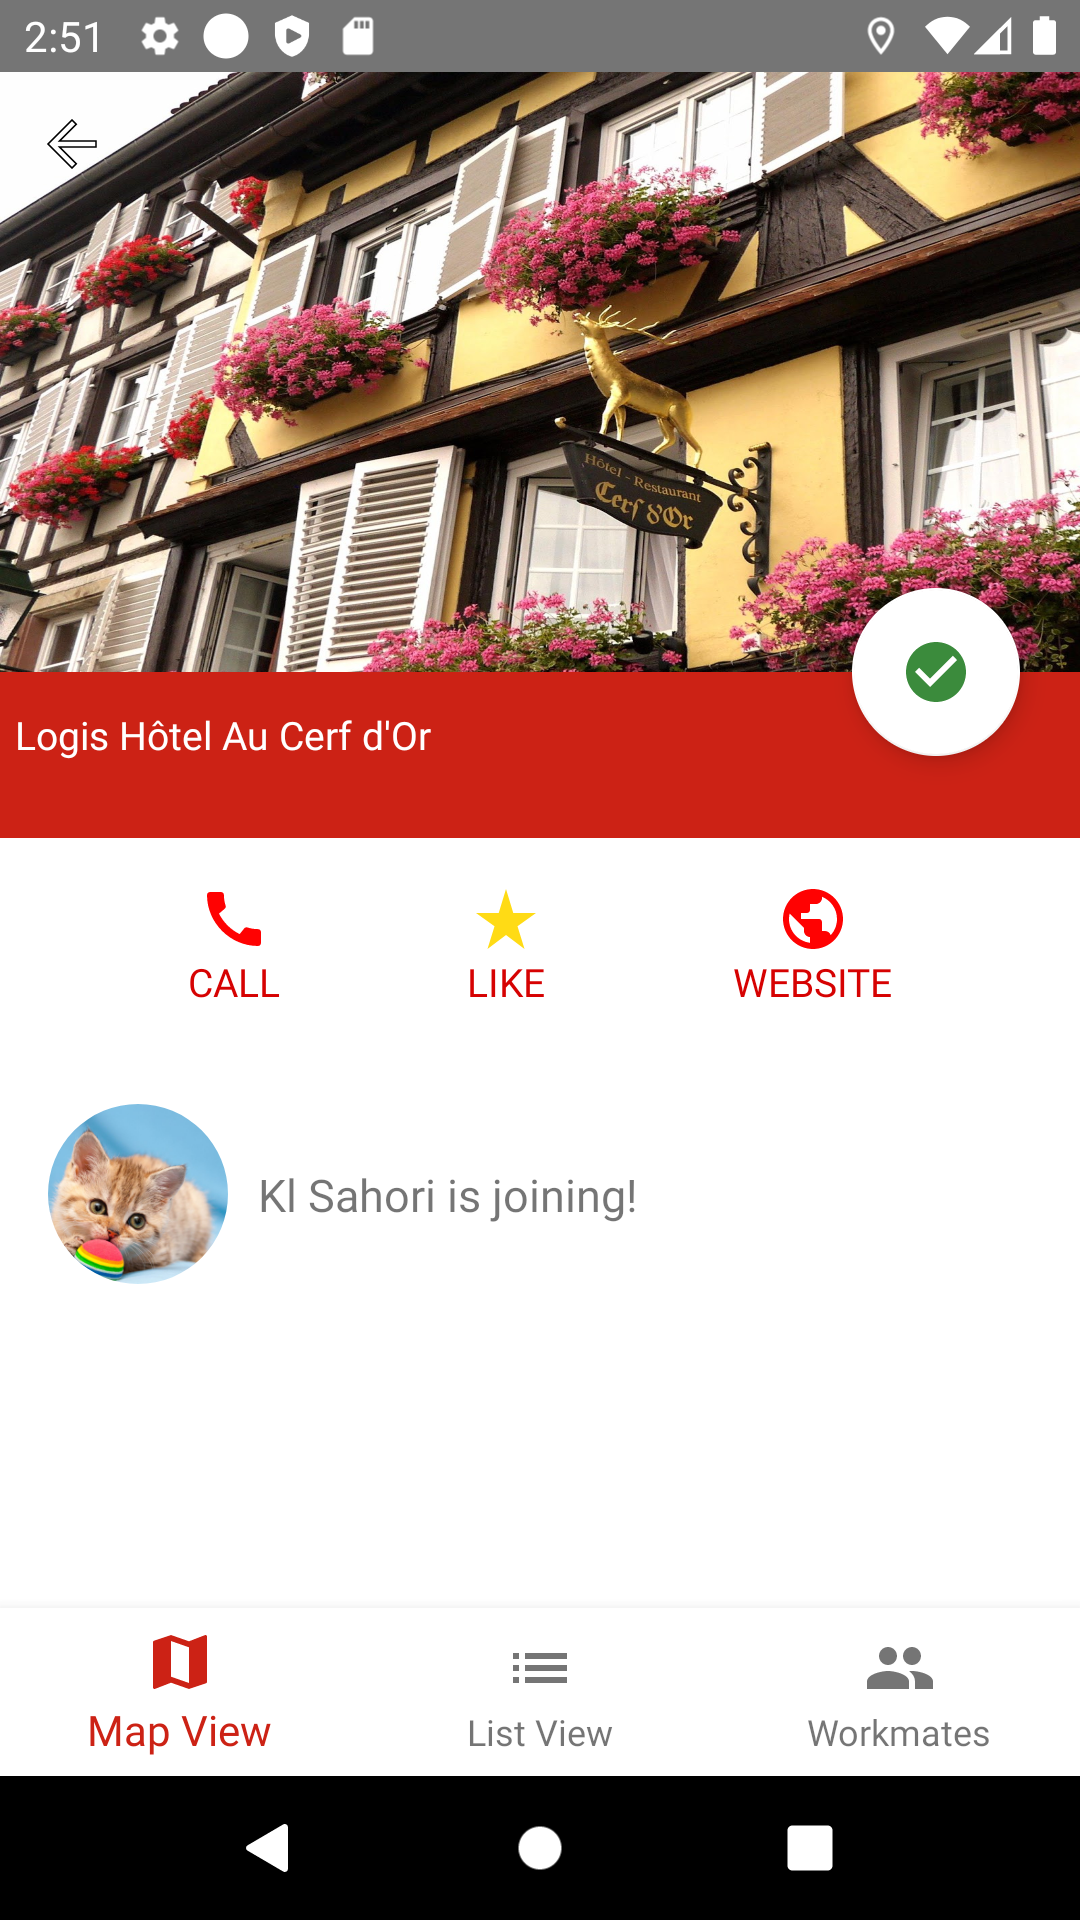 2:51
Hôtel - Restaurant
Cerf d'Or
Logis Hôtel Au Cerf d'Or
CALL
LIKE
WEBSITE
Kl Sahori is joining!
Map View
List View
Workmates